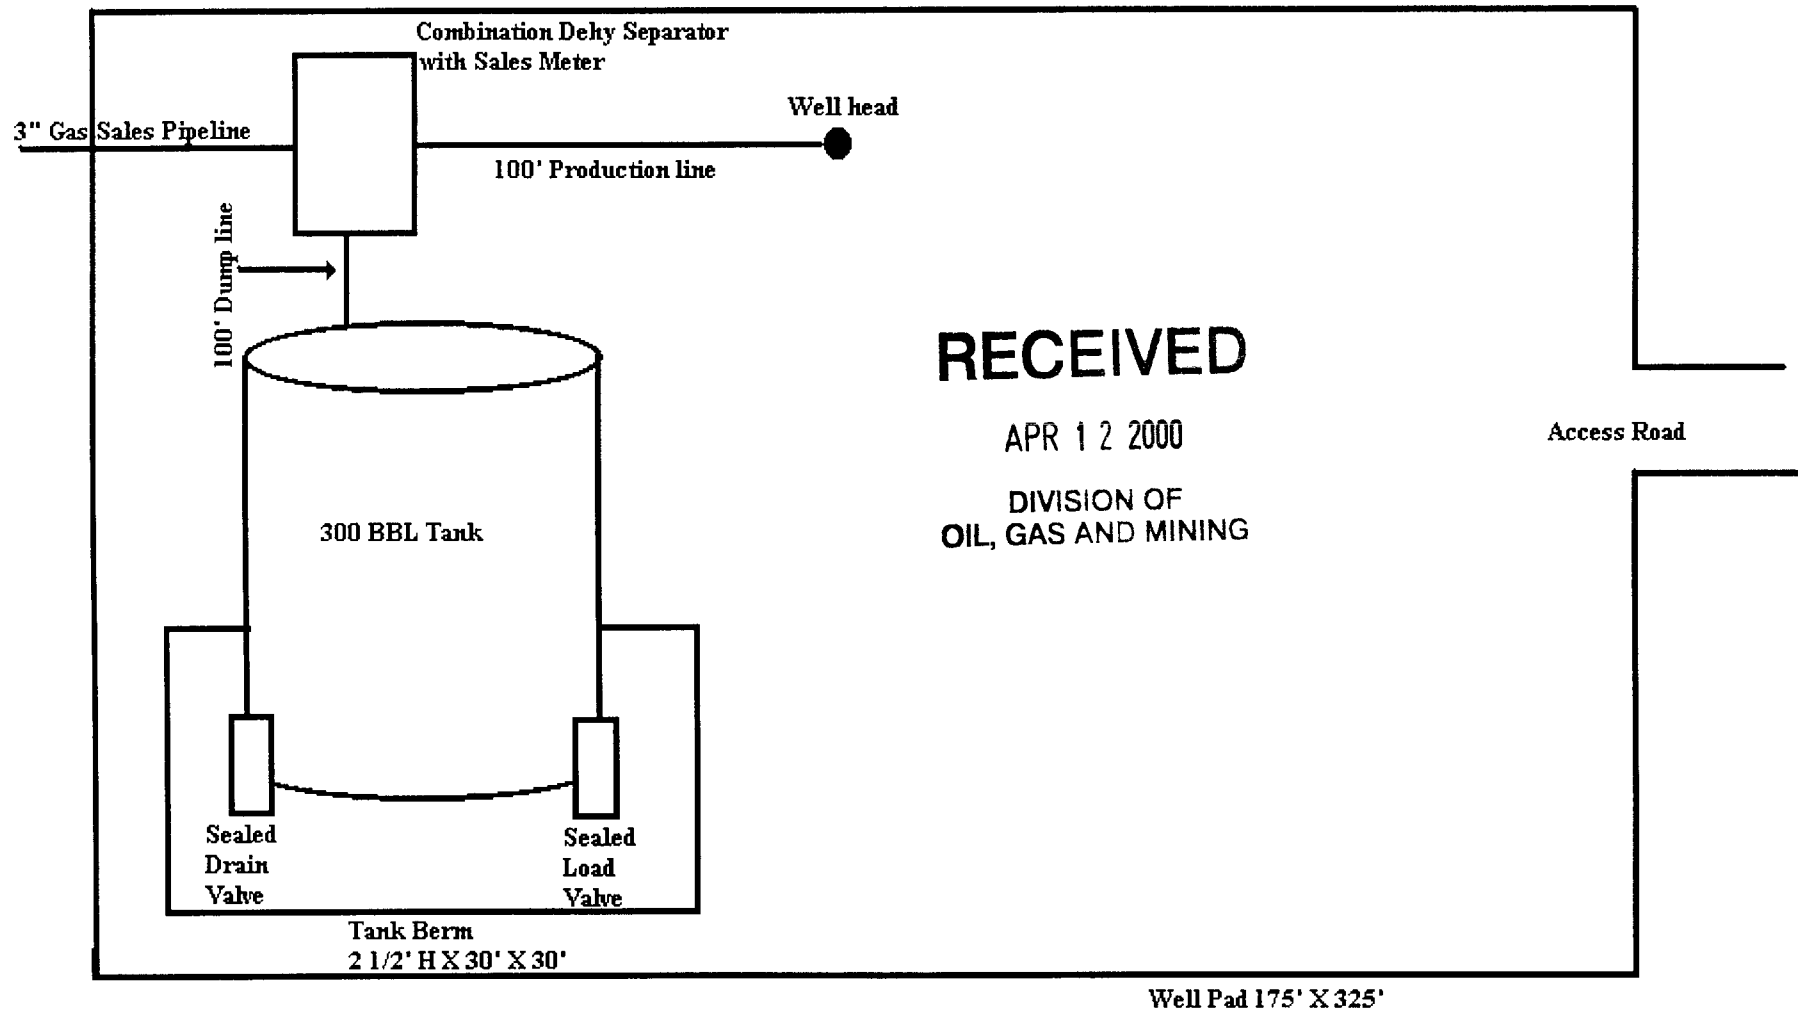 Combination Dehy Separator
with Sales Meter
Well head
3" Gas Sales Pipeline
100' Production line
100' Dump line
RECEIVED
APR 12 2000
Access Road
DIVISION OF
OIL, GAS AND MINING
300 BBL Tank
Sealed
Drain
Valve
Sealed
Load
Valve
Tank Berm
2 1/2' H X 30' X 30'
Well Pad 175' X 325'